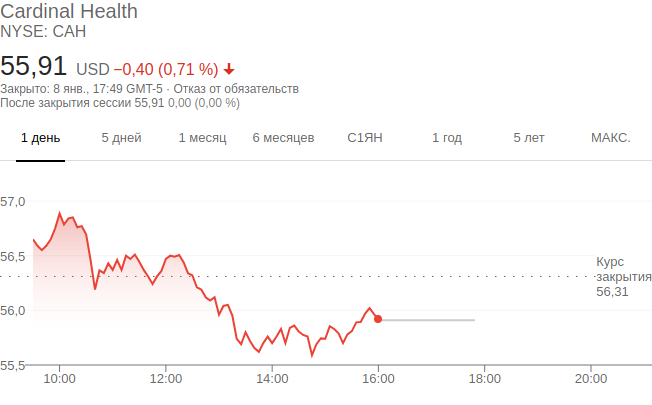 Cardinal Health
NYSE: CAH
55,91 USD −0,40 (0,71 %)
Закрыто: 8 янв., 17:49 GMT-5 · Отказ от обязательств
После закрытия сессии 55,91 0,00 (0,00 %)
1 день 5 дней 1 месяц 6 месяцев С1ЯН 1 год 5 лет МАКС.
57,0
56,5
Курс
закрытия
56,31
56,0
55,5
10:00 12:00 14:00 16:00 18:00 20:00